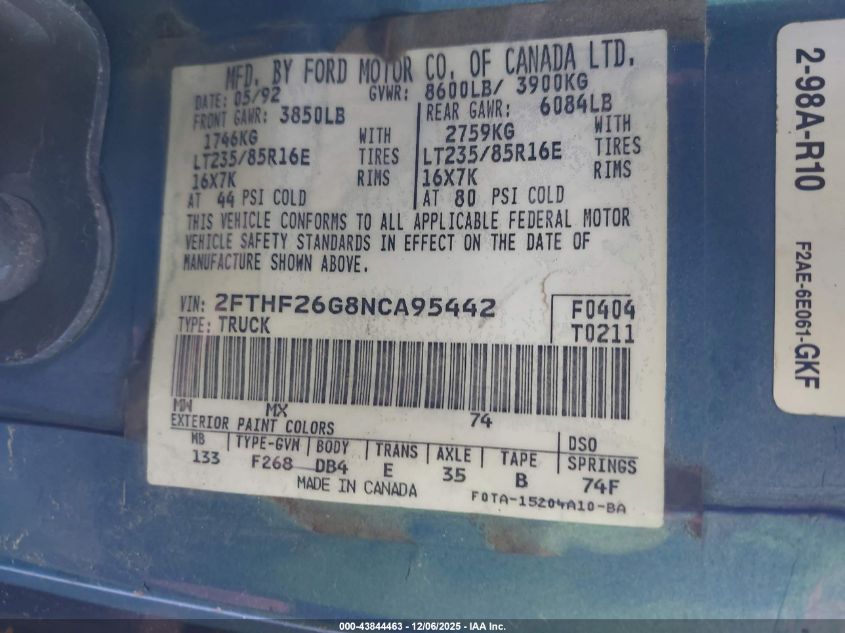 MFD. BY FORD MOTOR CO. OF CANADA LTD.
DATE: 05/92 GVWR: 8600LB/ 3900KG
FRONT GAWR: 3850LB REAR GAWR: 6084LB
1746KG WITH 2759KG WITH
LT235/85R16E TIRES LT235/85R16E TIRES
16X7K RIMS 16X7K RIMS
AT 44 PSI COLD AT 80 PSI COLD
THIS VEHICLE CONFORMS TO ALL APPLICABLE FEDERAL MOTOR
VEHICLE SAFETY STANDARDS IN EFFECT ON THE DATE OF
MANUFACTURE SHOWN ABOVE.
VIN: 2FTHF26G8NCA95442 F0404
TYPE: TRUCK T0211
MW MX 74
EXTERIOR PAINT COLORS DSO
WB TYPE-GVW BODY TRANS AXLE TAPE SPRINGS
133 F268 DB4 E 35 B 74F
MADE IN CANADA F0TA-15204A10-BA
2-98A-R10
F2AE-6E061-GKF
000-43844463 - 12/06/2025 - IAA Inc.